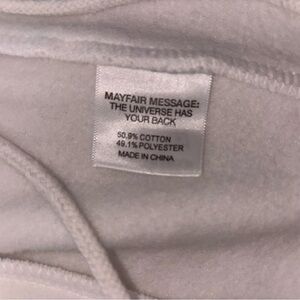 MAYFAIR MESSAGE:
THE UNIVERSE HAS
YOUR BACK
50.9% COTTON
49.1% POLYESTER
MADE IN CHINA